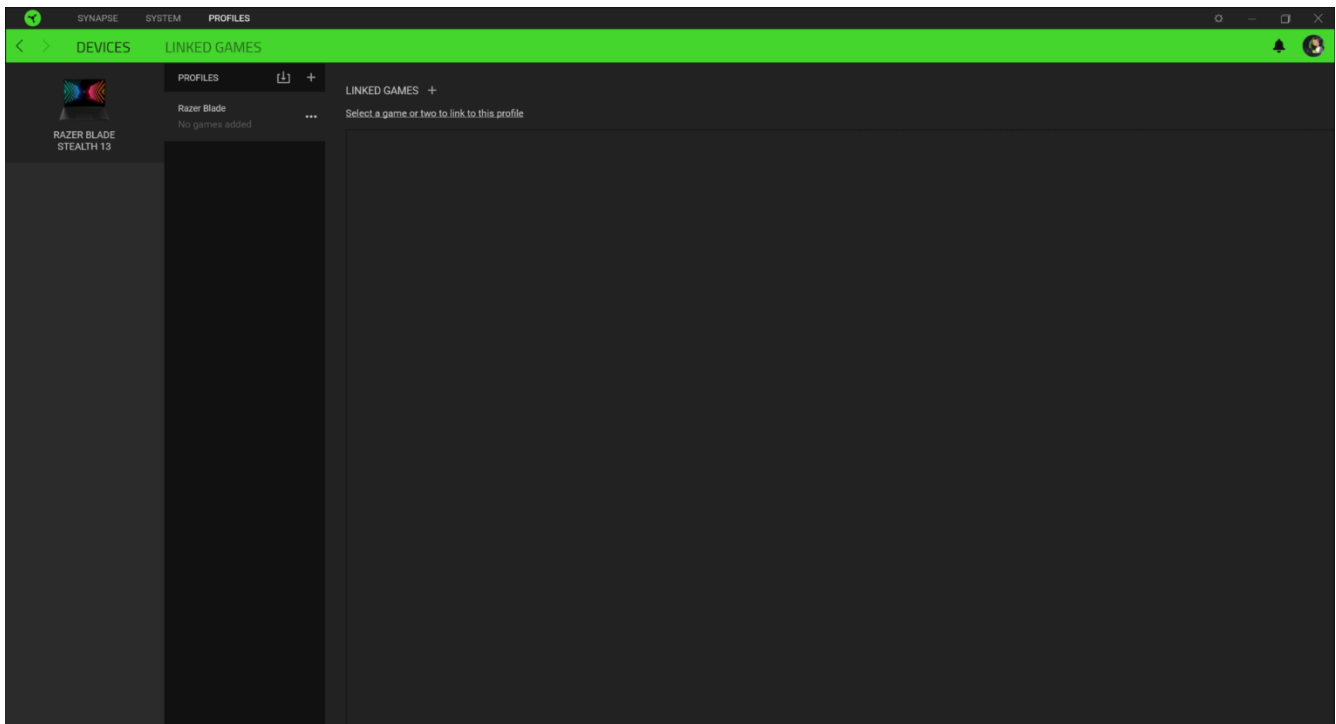 SYNAPSE SYSTEM PROFILES
DEVICES LINKED GAMES
RAZER BLADE
STEALTH 13
PROFILES
Razer Blade
No games added
LINKED GAMES
Select a game or two to link to this profile